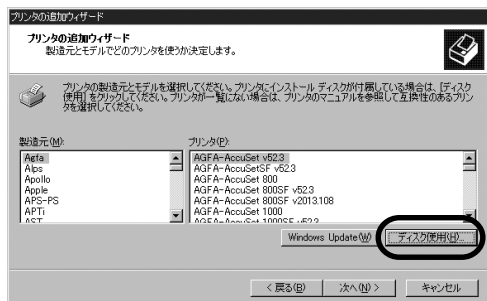 プリンタの追加ウィザード
プリンタの追加ウィザード
製造元とモデルでどのプリンタを使うか決定します。
プリンタの製造元とモデルを選択してください。プリンタにインストール ディスクが付属している場合は、[ディスク
使用] をクリックしてください。プリンタが一覧にない場合は、プリンタのマニュアルを参照して互換性のあるプリン
タを選択してください。
製造元(M):
Agfa
Alps
Apollo
Apple
APS-PS
APTi
AST
プリンタ(P):
AGFA-AccuSet v52.3
AGFA-AccuSetSF v52.3
AGFA-AccuSet 800
AGFA-AccuSet 800SF v52.3
AGFA-AccuSet 800SF v2013.108
AGFA-AccuSet 1000
AGFA-AccuSet 1000SF v52.3
Windows Update(W)
ディスク使用(H)...
< 戻る(B)
次へ(N) >
キャンセル